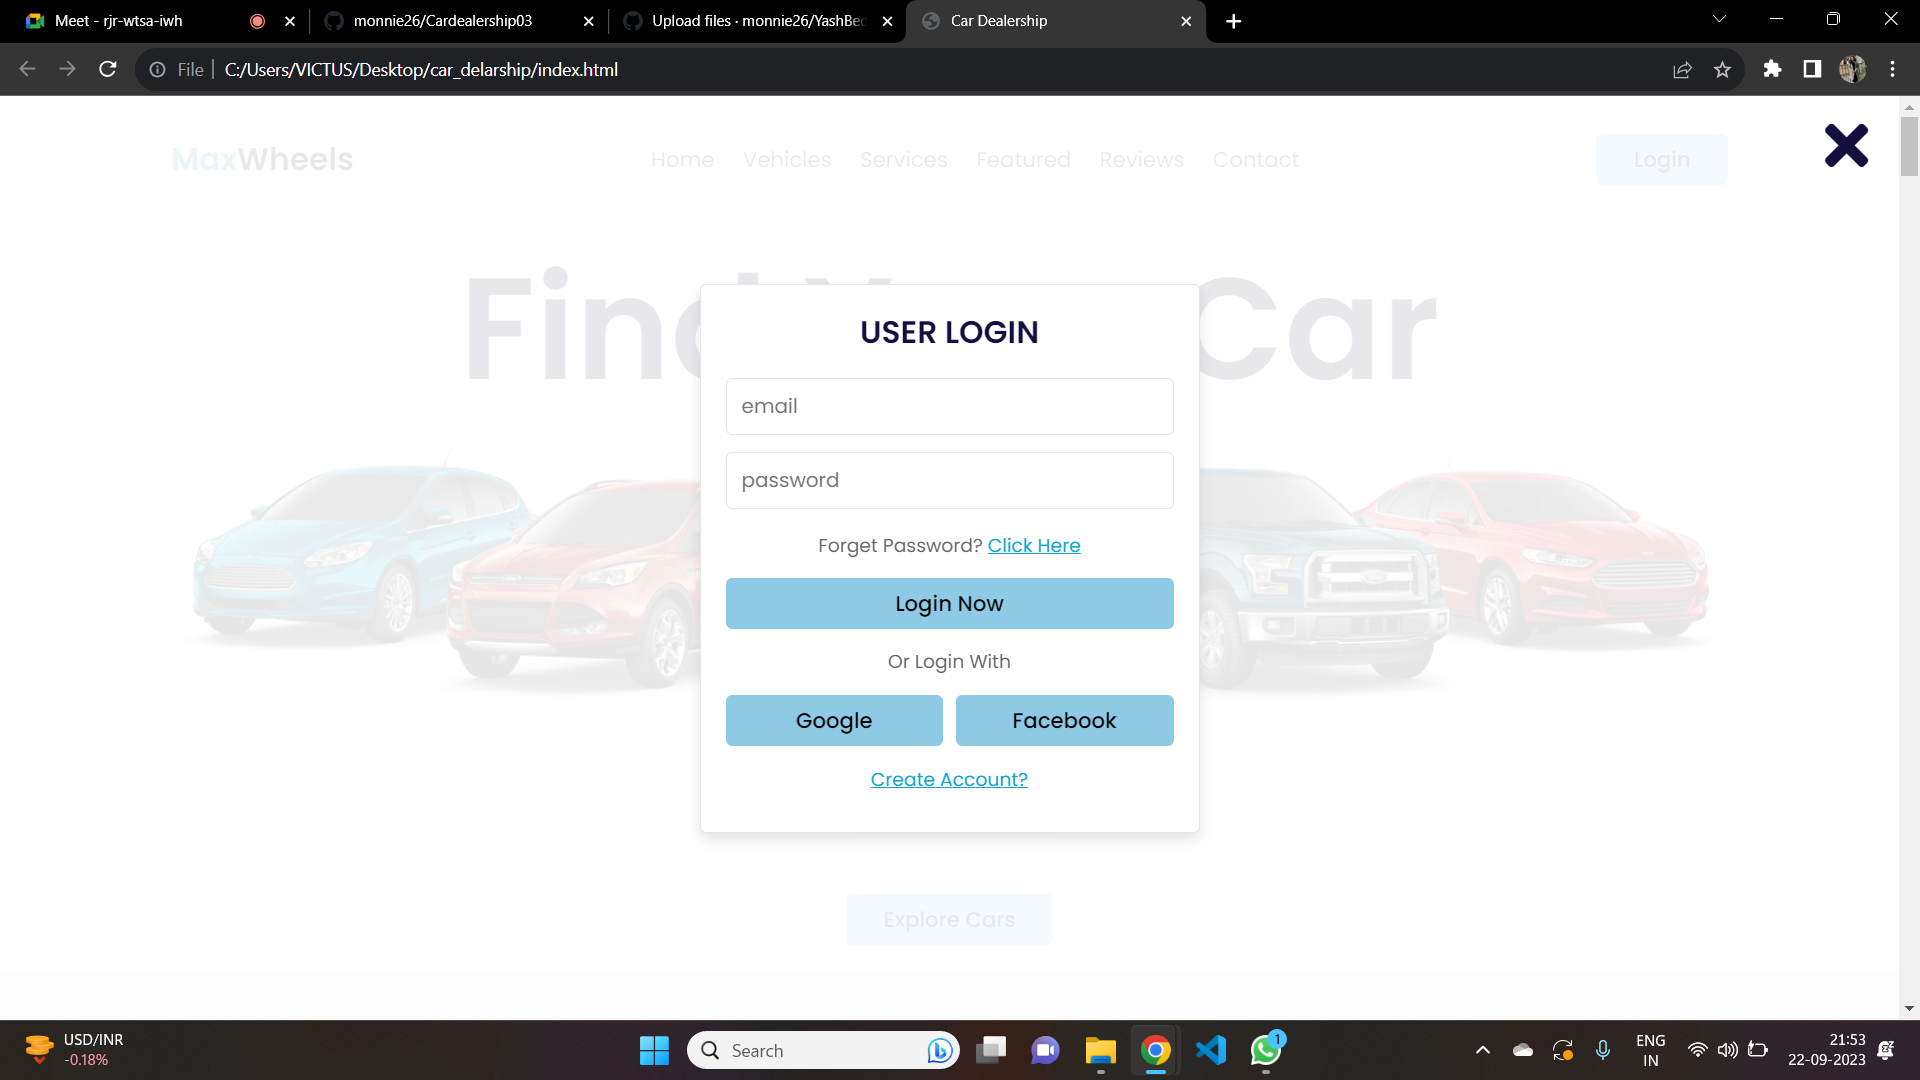 Meet - rjr-wtsa-iwh
monnie26/Cardealership03
Upload files · monnie26/YashBec
Car Dealership
File
C:/Users/VICTUS/Desktop/car_delarship/index.html
MaxWheels
Home
Vehicles
Services
Featured
Reviews
Contact
Login
Find Y Car
USER LOGIN
email
password
Forget Password? Click Here
Login Now
Or Login With
Google
Facebook
Create Account?
Explore Cars
USD/INR
-0.18%
Search
1
ENG
IN
21:53
22-09-2023